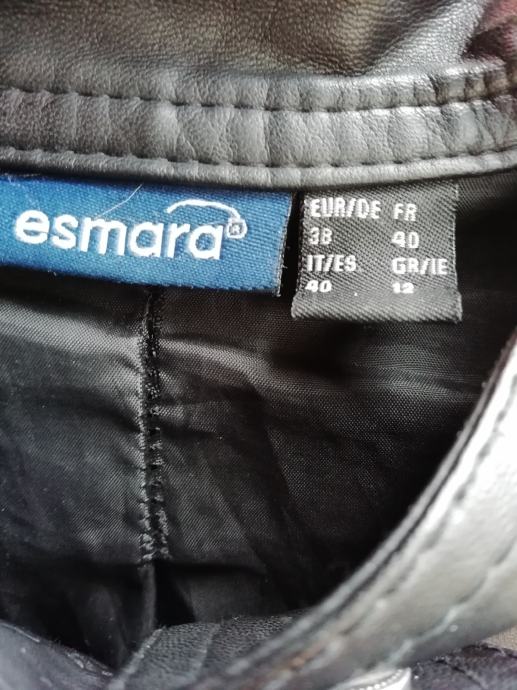 esmara®
EUR/DE FR
38 40
IT/ES GR/IE
40 12